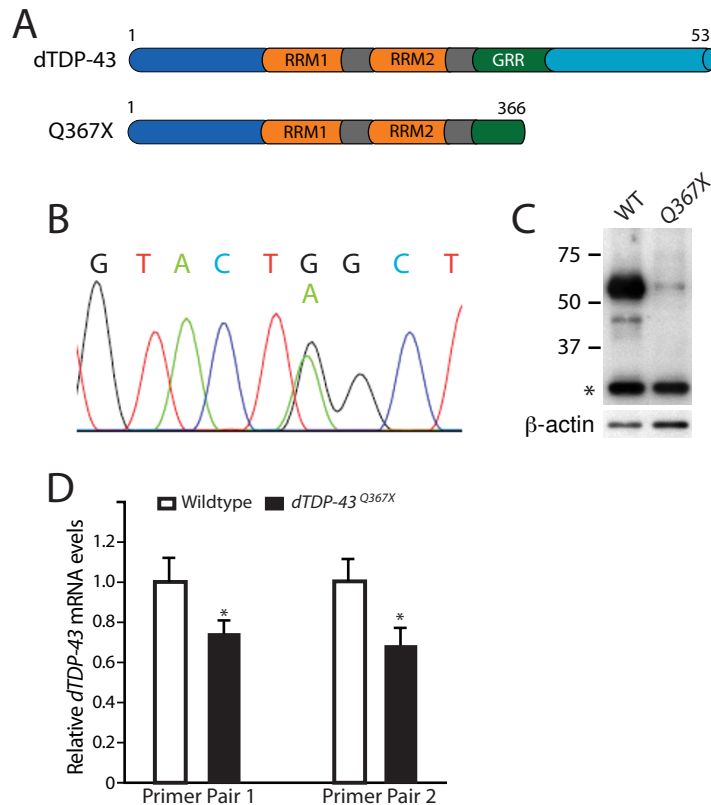 A
1
53
dTDP-43
RRM1
RRM2
GRR
1
366
Q367X
RRM1
RRM2
B
G T A C T G G C T
A
C
WT
Q367X
75
50
37
*
β-actin
D
Wildtype
dTDP-43 Q367X
Relative dTDP-43 mRNA evels
1.2
1.0
0.8
0.6
0.4
0.2
0
*
*
Primer Pair 1
Primer Pair 2